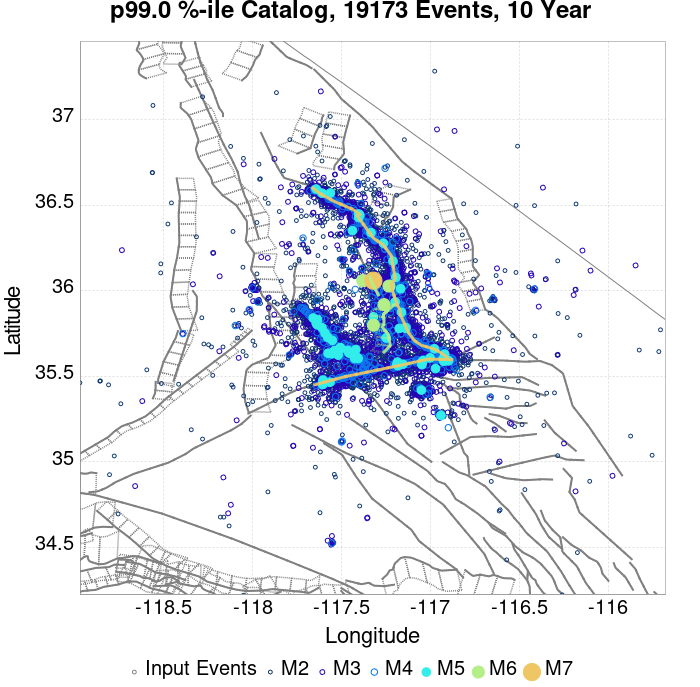 p99.0 %-ile Catalog, 19173 Events, 10 Year
37
36.5
36
35.5
35
34.5
Latitude
-118.5 -118 -117.5 -117 -116.5 -116
Longitude
Input Events M2 M3 M4 M5 M6 M7